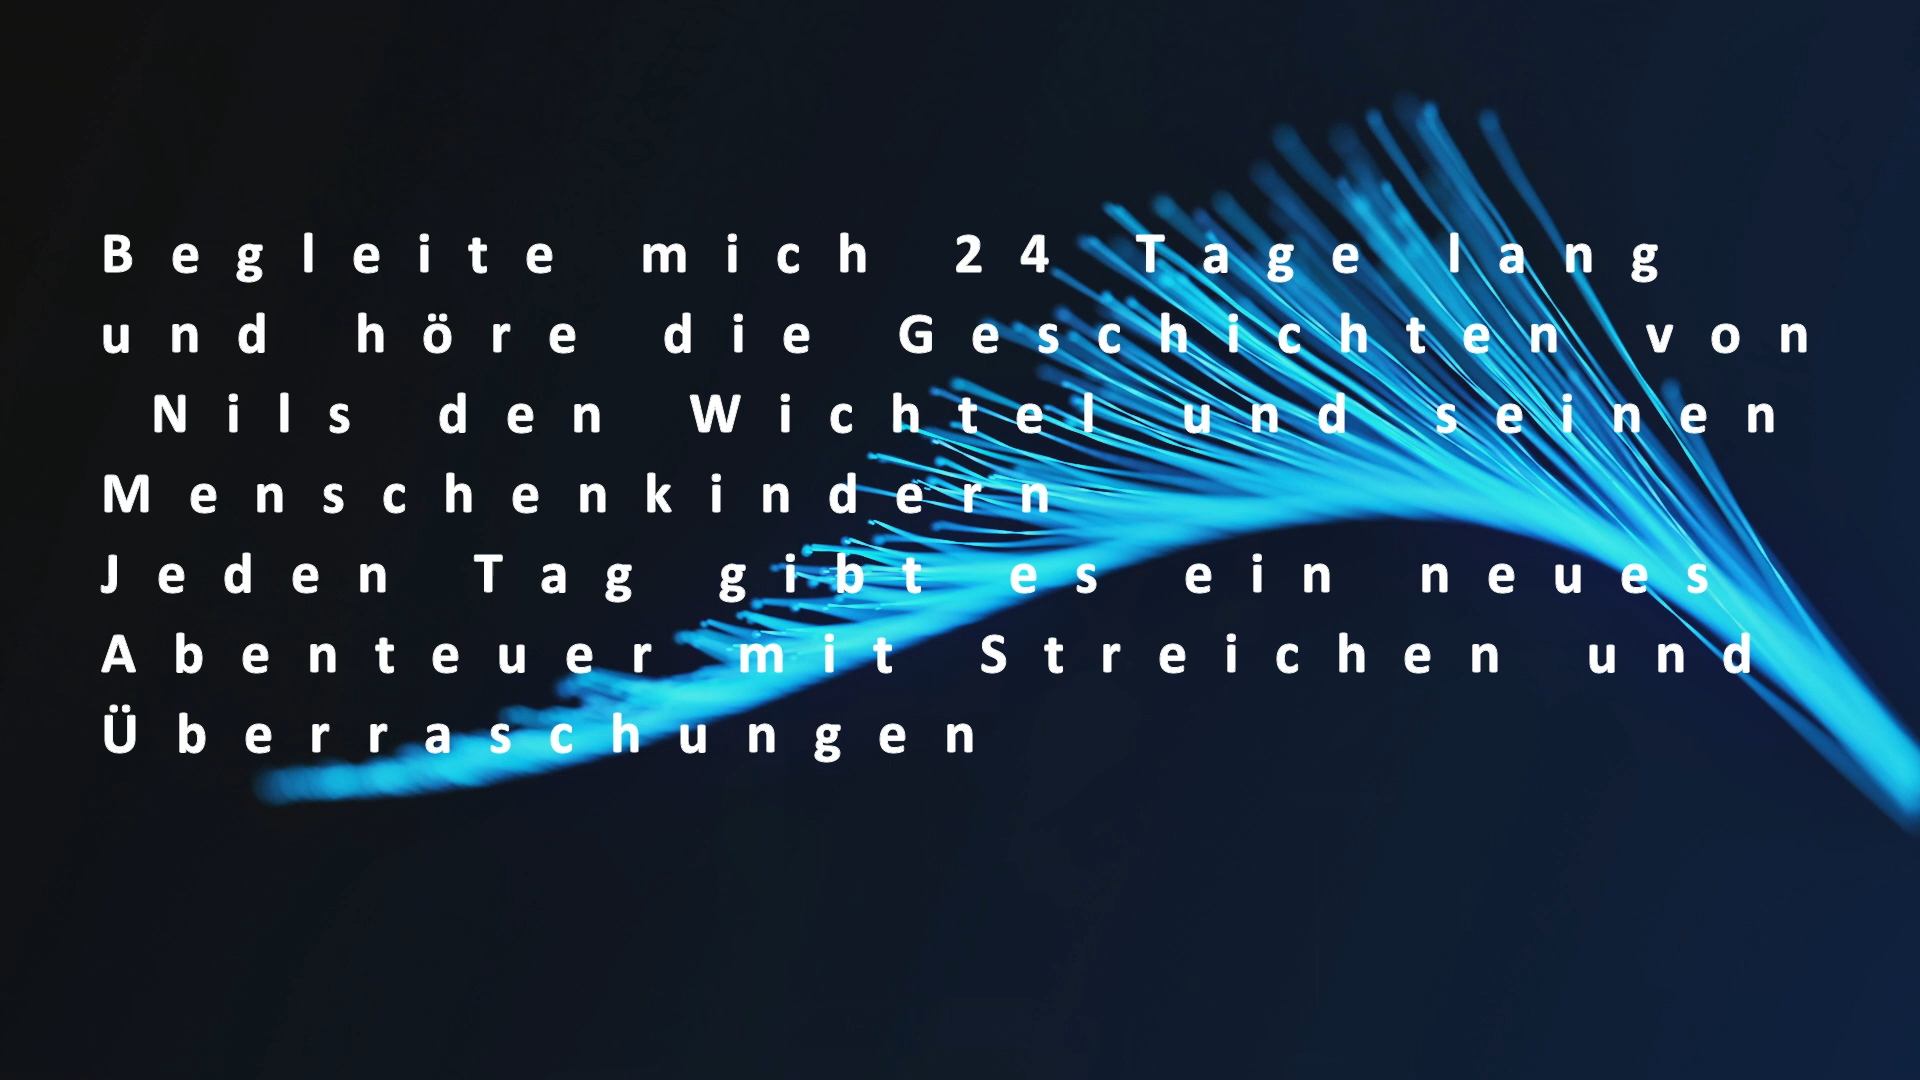 Begleite mich 24 Tage lang
und höre die Geschichten von
Nils den Wichtel und seinen
Menschenkindern
Jeden Tag gibt es ein neues
Abenteuer mit Streichen und
Überraschungen